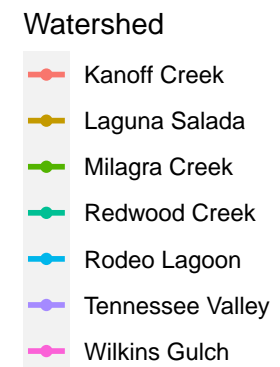 Watershed
Kanoff Creek
Laguna Salada
Milagra Creek
Redwood Creek
Rodeo Lagoon
Tennessee Valley
Wilkins Gulch